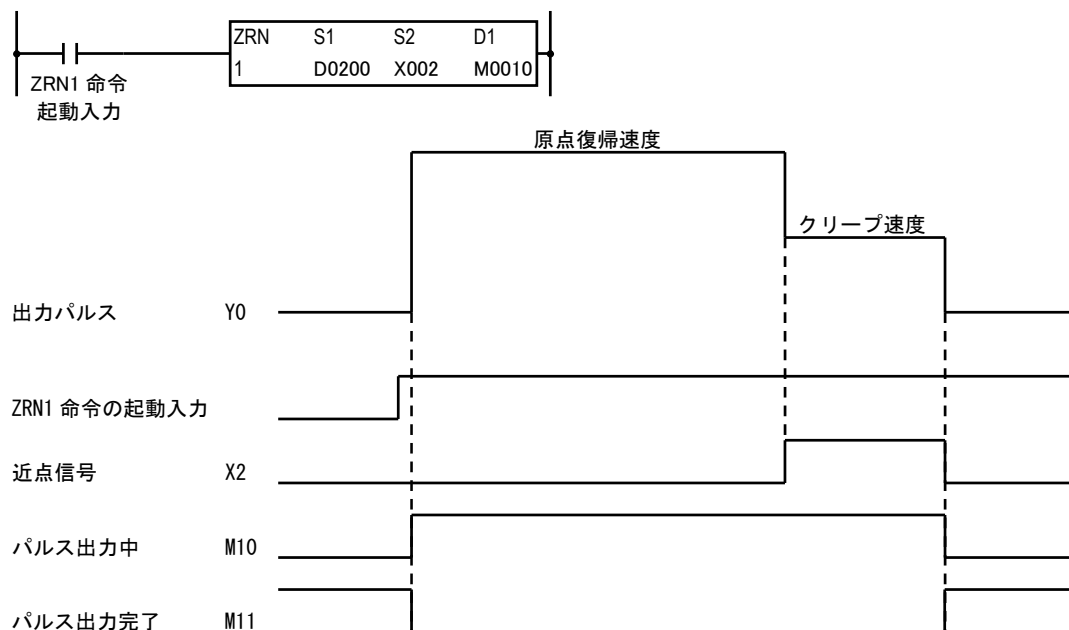 ZRN S1 S2 D1
1 D0200 X002 M0010
ZRN1 命令
起動入力
原点復帰速度
クリープ速度
出力パルス Y0
ZRN1 命令の起動入力
近点信号 X2
パルス出力中 M10
パルス出力完了 M11